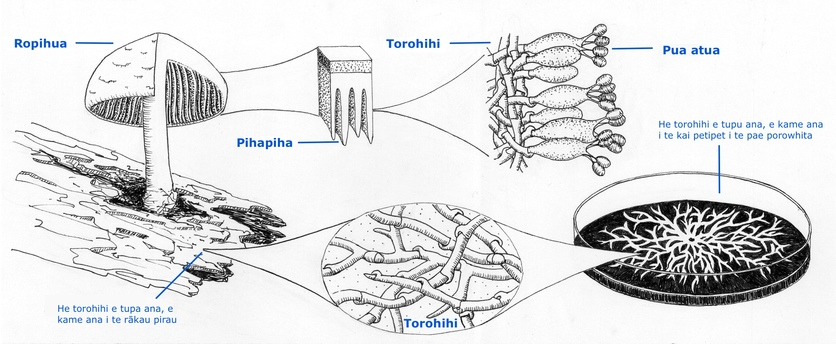 Ropihua
Torohihi
Pua atua
Pihapiha
He torohihi e tupu ana, e kame ana
i te kai petipet i te pae porowhita
He torohihi e tupa ana, e
kame ana i te rākau pirau
Torohihi